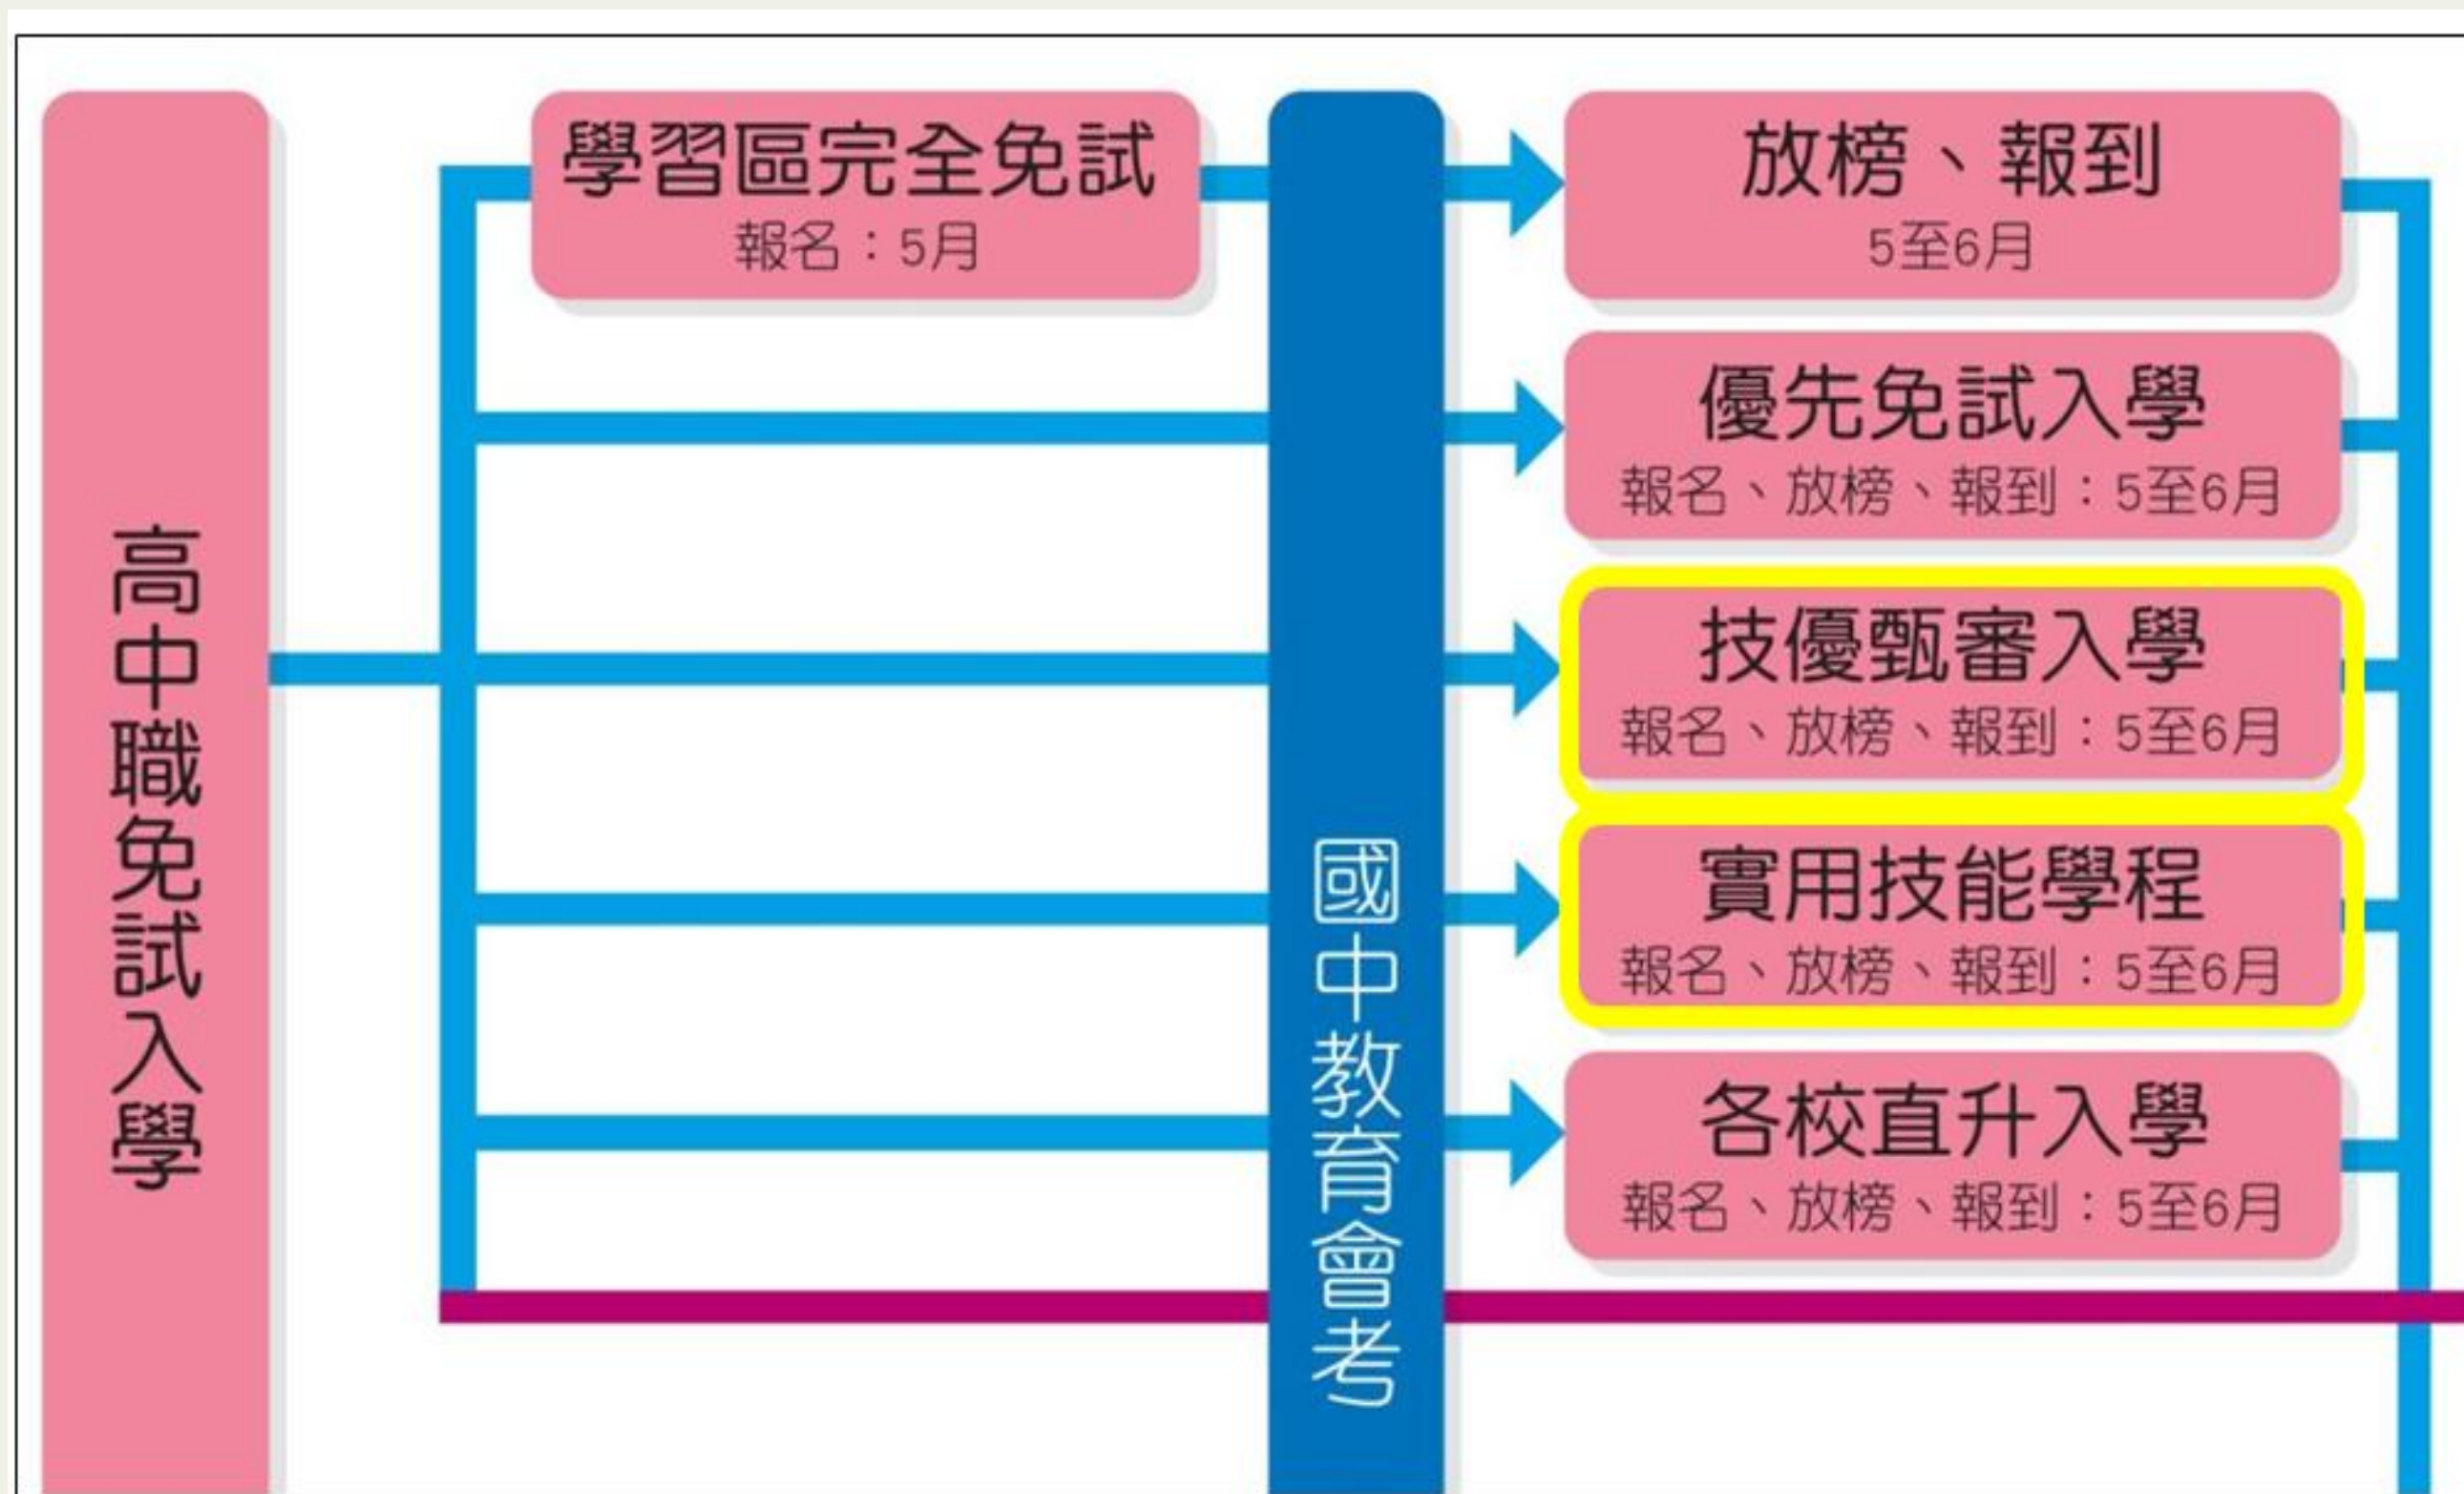 高中職免試入學
學習區完全免試
報名：5月
國中教育會考
放榜、報到
5至6月
優先免試入學
報名、放榜、報到：5至6月
技優甄審入學
報名、放榜、報到：5至6月
實用技能學程
報名、放榜、報到：5至6月
各校直升入學
報名、放榜、報到：5至6月